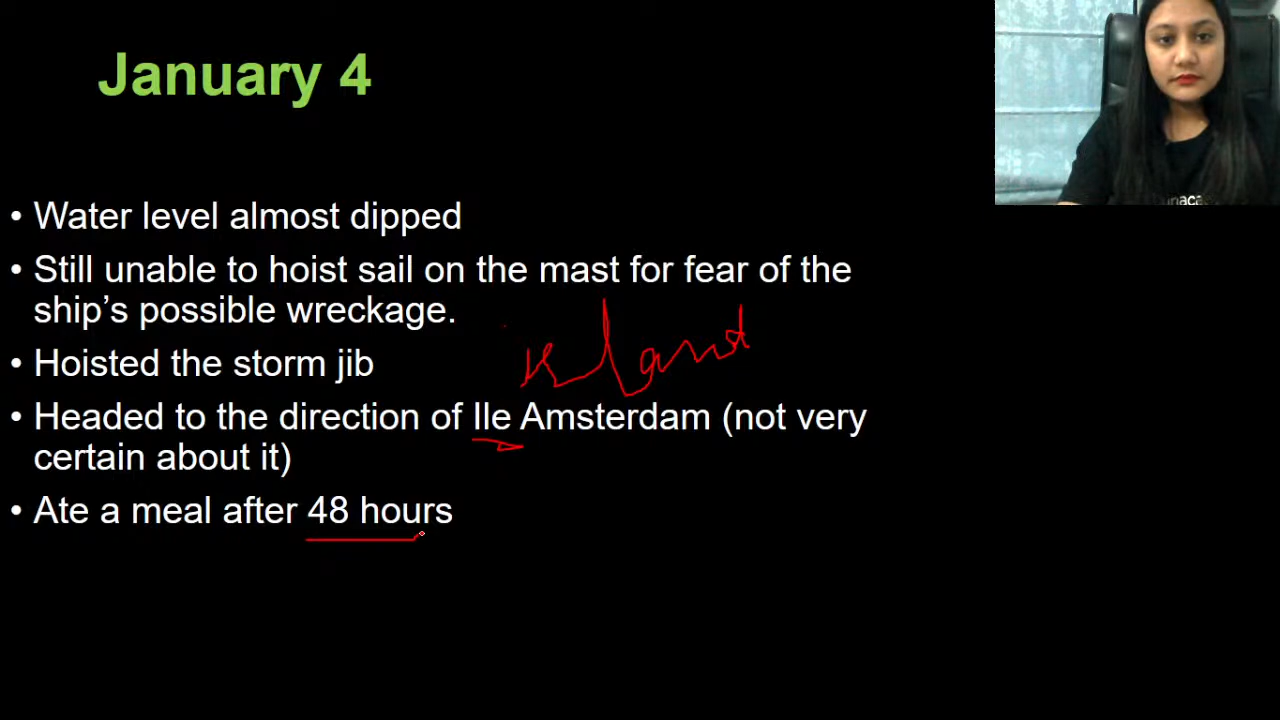 January 4
• Water level almost dipped
• Still unable to hoist sail on the mast for fear of the
ship's possible wreckage.
• Hoisted the storm jib
island
• Headed to the direction of Ile Amsterdam (not very
certain about it)
• Ate a meal after 48 hours